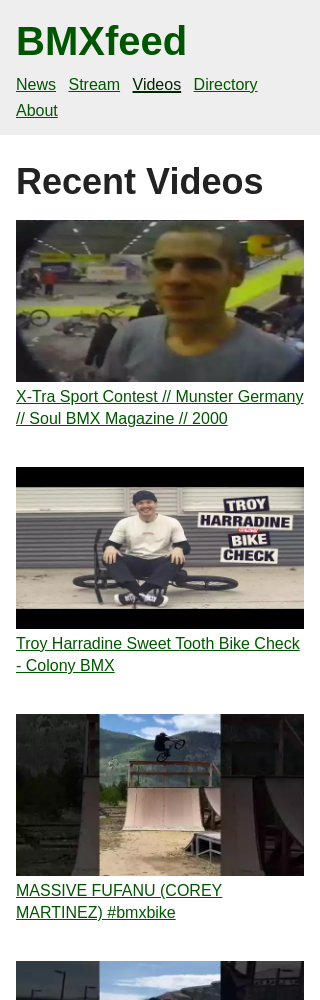 BMXfeed
News Stream Videos Directory
About
Recent Videos
X-Tra Sport Contest // Munster Germany
// Soul BMX Magazine // 2000
TROY
HARRADINE
BIKE
CHECK
Troy Harradine Sweet Tooth Bike Check
- Colony BMX
MASSIVE FUFANU (COREY
MARTINEZ) #bmxbike